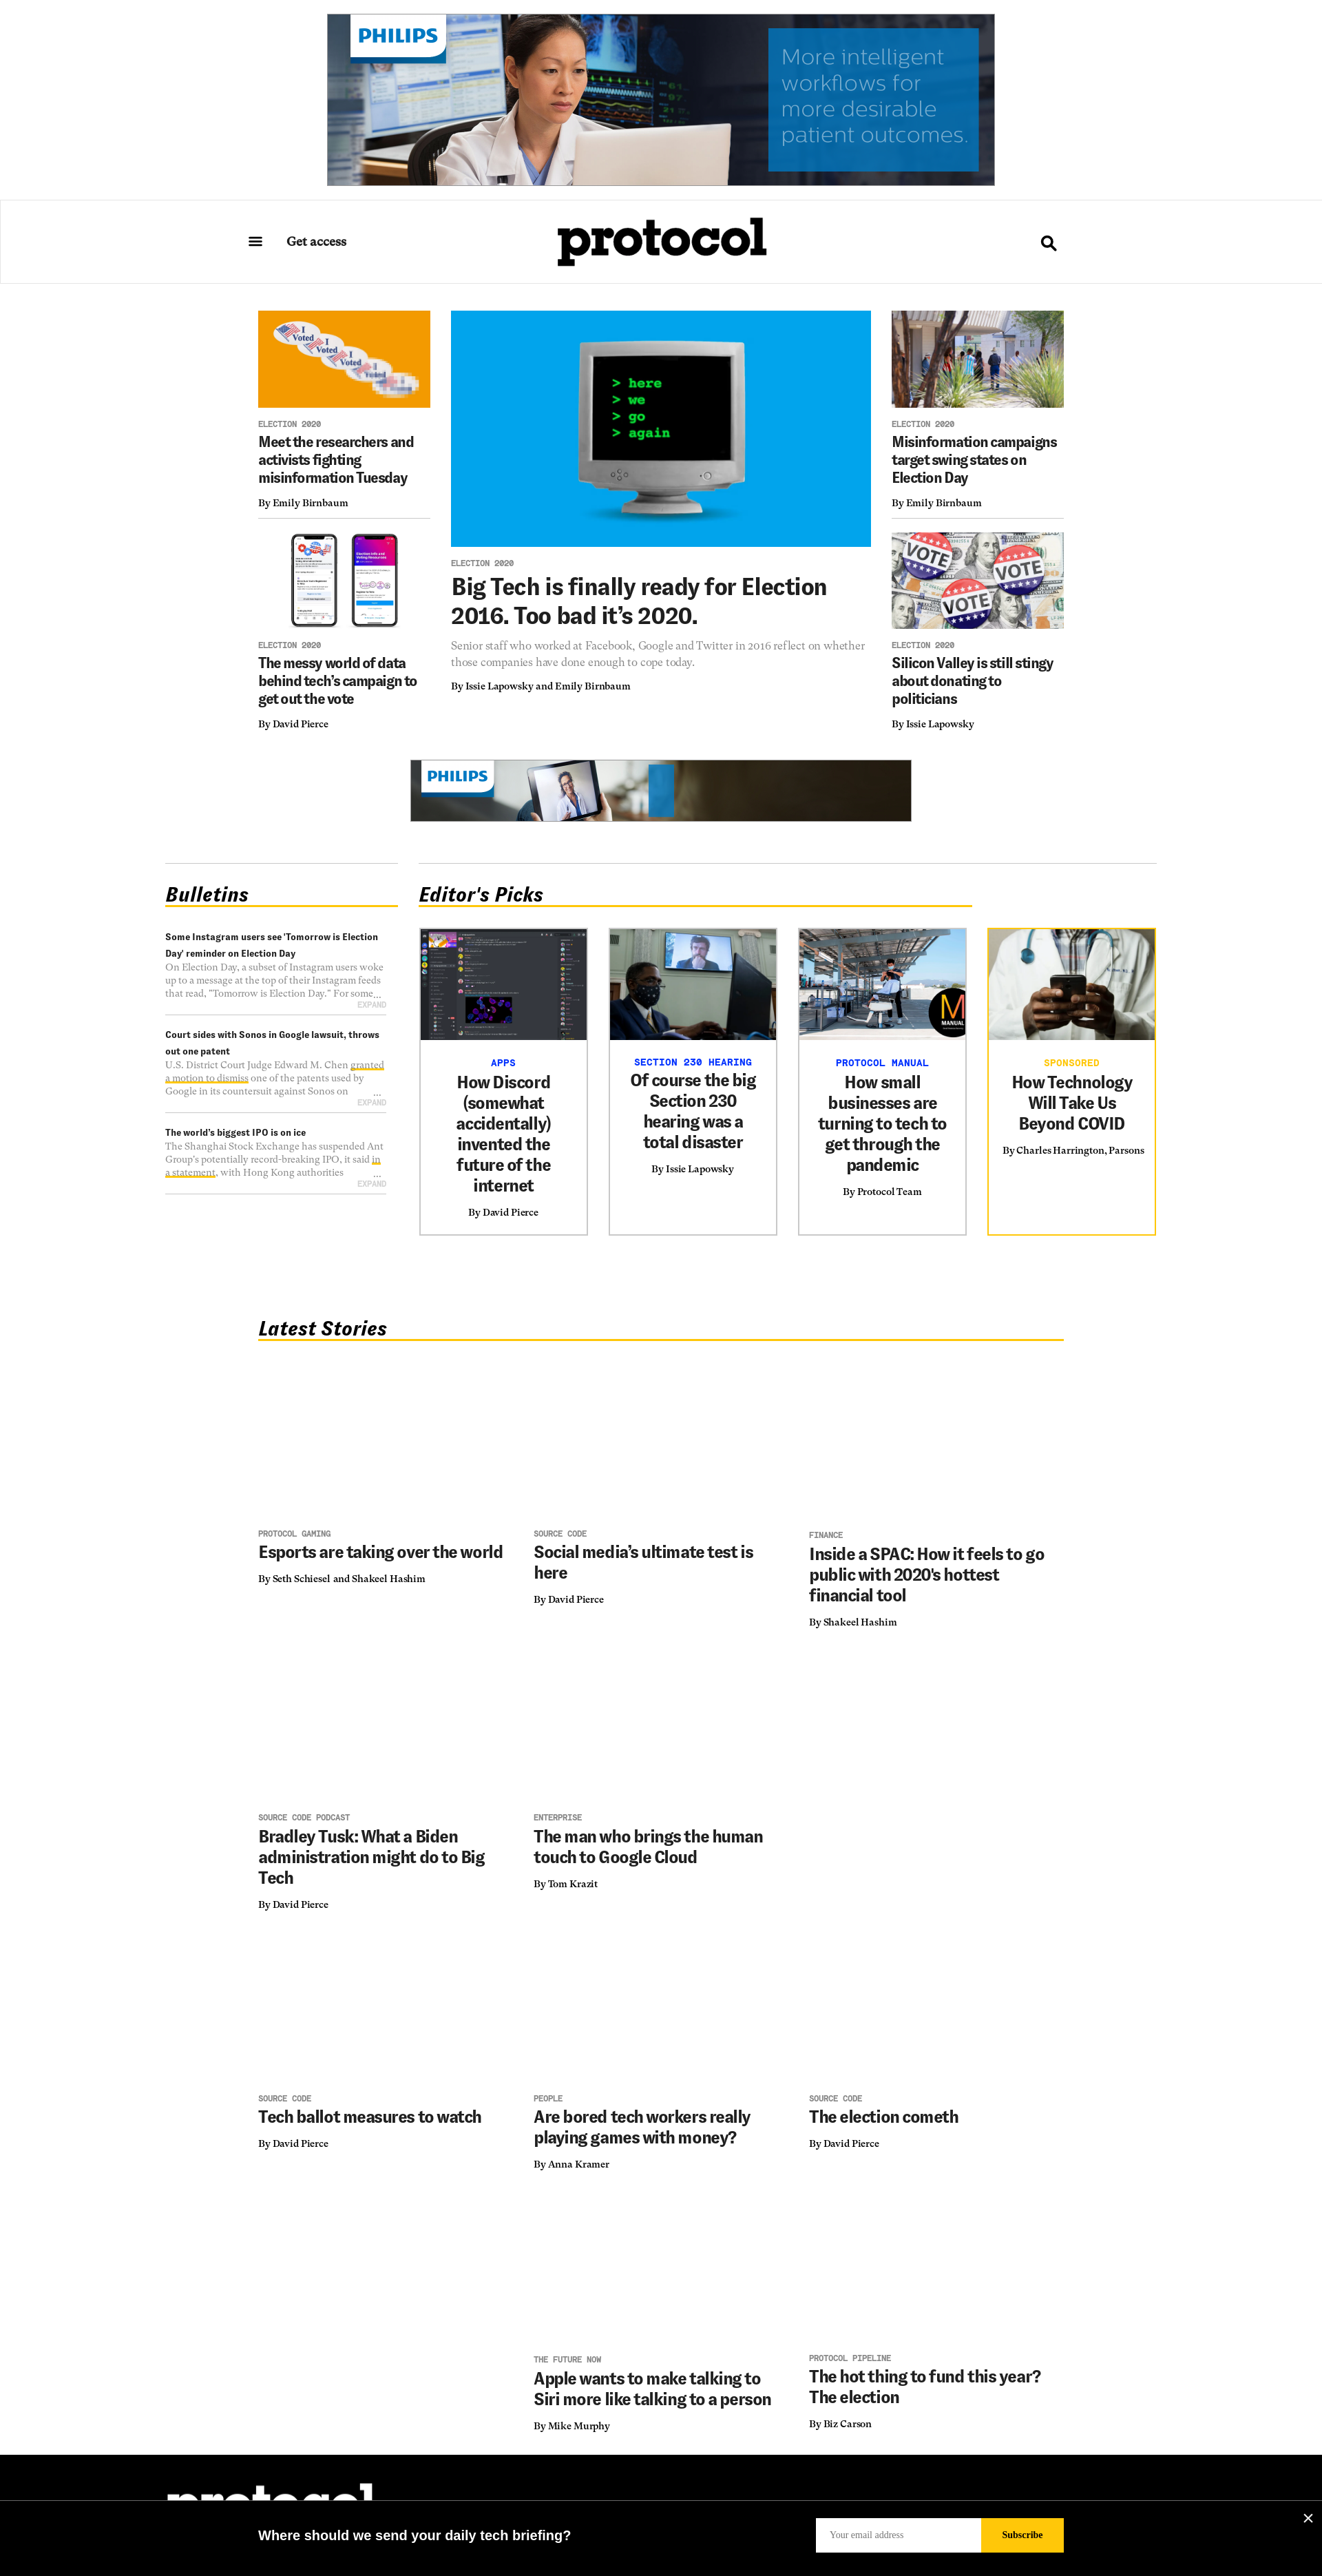 PHILIPS
More intelligent
workflows for
more desirable
patient outcomes.
Get access
protocol
I Voted
I Voted
I Voted
I Voted
ELECTION 2020
Meet the researchers and
activists fighting
misinformation Tuesday
By Emily Birnbaum
ELECTION 2020
The messy world of data
behind tech's campaign to
get out the vote
By David Pierce
> here
> we
> go
> again
ELECTION 2020
Big Tech is finally ready for Election
2016. Too bad it's 2020.
Senior staff who worked at Facebook, Google and Twitter in 2016 reflect on whether
those companies have done enough to cope today.
By Issie Lapowsky and Emily Birnbaum
ELECTION 2020
Misinformation campaigns
target swing states on
Election Day
By Emily Birnbaum
VOTE
VOTE
VOTE
ELECTION 2020
Silicon Valley is still stingy
about donating to
politicians
By Issie Lapowsky
PHILIPS
Bulletins
Some Instagram users see 'Tomorrow is Election
Day' reminder on Election Day
On Election Day, a subset of Instagram users woke
up to a message at the top of their Instagram feeds
that read, "Tomorrow is Election Day." For some...
EXPAND
Court sides with Sonos in Google lawsuit, throws
out one patent
U.S. District Court Judge Edward M. Chen granted
a motion to dismiss one of the patents used by
Google in its countersuit against Sonos on ...
EXPAND
The world's biggest IPO is on ice
The Shanghai Stock Exchange has suspended Ant
Group's potentially record-breaking IPO, it said in
a statement, with Hong Kong authorities ...
EXPAND
Editor's Picks
APPS
How Discord
(somewhat
accidentally)
invented the
future of the
internet
By David Pierce
SECTION 230 HEARING
Of course the big
Section 230
hearing was a
total disaster
By Issie Lapowsky
M
MANUAL
PROTOCOL MANUAL
How small
businesses are
turning to tech to
get through the
pandemic
By Protocol Team
SPONSORED
How Technology
Will Take Us
Beyond COVID
By Charles Harrington, Parsons
Latest Stories
PROTOCOL GAMING
Esports are taking over the world
By Seth Schiesel and Shakeel Hashim
SOURCE CODE
Social media's ultimate test is
here
By David Pierce
FINANCE
Inside a SPAC: How it feels to go
public with 2020's hottest
financial tool
By Shakeel Hashim
SOURCE CODE PODCAST
Bradley Tusk: What a Biden
administration might do to Big
Tech
By David Pierce
ENTERPRISE
The man who brings the human
touch to Google Cloud
By Tom Krazit
SOURCE CODE
Tech ballot measures to watch
By David Pierce
PEOPLE
Are bored tech workers really
playing games with money?
By Anna Kramer
SOURCE CODE
The election cometh
By David Pierce
THE FUTURE NOW
Apple wants to make talking to
Siri more like talking to a person
By Mike Murphy
PROTOCOL PIPELINE
The hot thing to fund this year?
The election
By Biz Carson
protocol
Where should we send your daily tech briefing?
Your email address
Subscribe